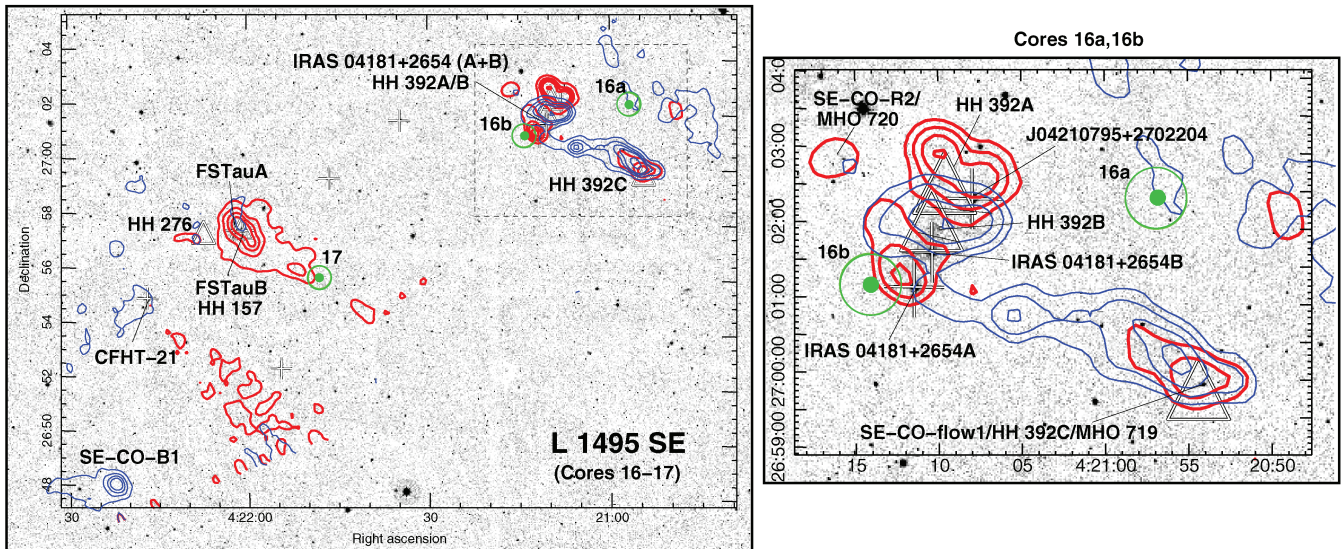 Cores 16a,16b
IRAS 04181+2654 (A+B)
HH 392A/B
16a
16b
HH 392C
FSTauA
HH 276
17
FSTauB
HH 157
CFHT−21
SE−CO−B1
L 1495 SE
(Cores 16−17)
04
02
27:00
58
56
54
52
26:50
48
Declination
30
4:22:00
30
21:00
Right ascension
SE−CO−R2/
MHO 720
HH 392A
J04210795+2702204
16a
HH 392B
16b
IRAS 04181+2654B
IRAS 04181+2654A
SE−CO−flow1/HH 392C/MHO 719
04:0
03:00
02:00
01:00
27:00:00
26:59:00
15
10
05
4:21:00
55
20:50